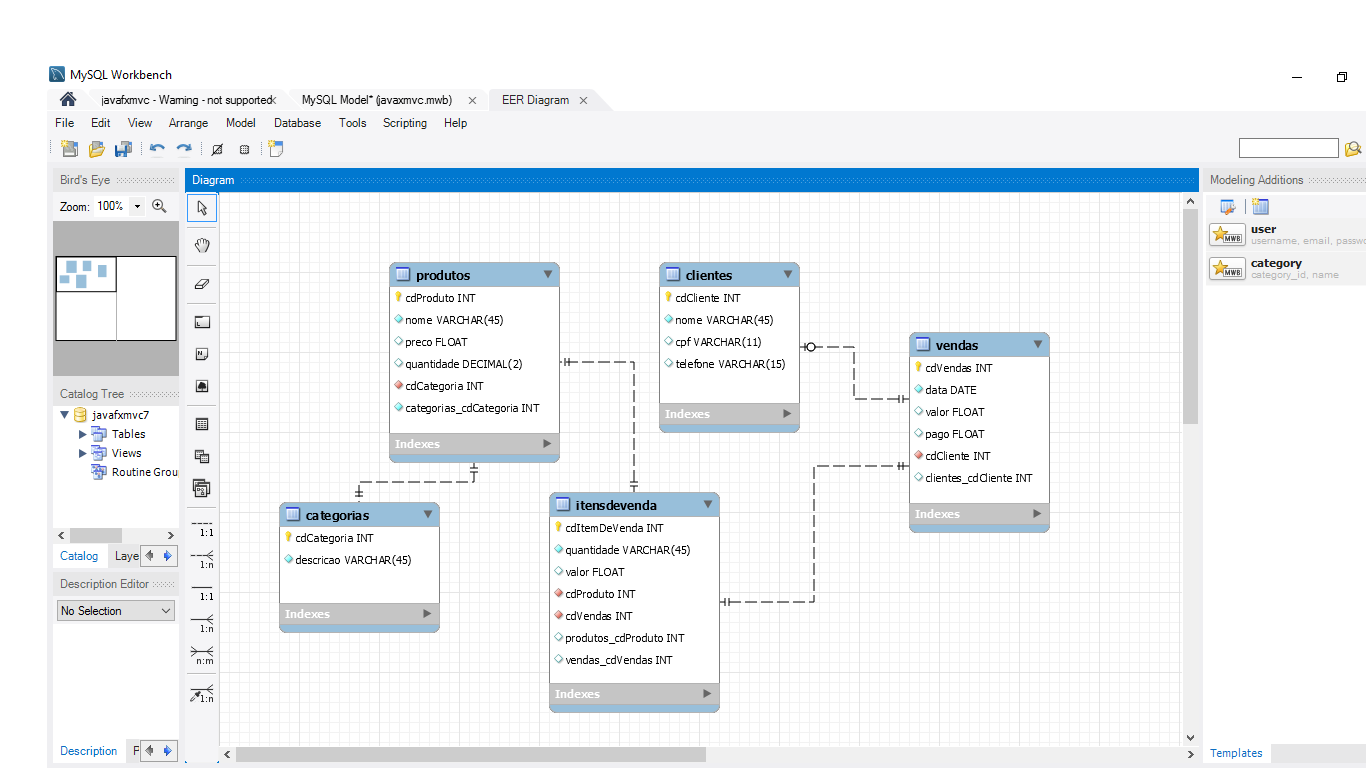 MySQL Workbench
javafxmvc - Warning - not supported
MySQL Model* (javaxmvc.mwb)
EER Diagram
File Edit View Arrange Model Database Tools Scripting Help
Bird's Eye
Zoom: 100%
Catalog Tree
javafxmvc7
Tables
Views
Routine Grou
Catalog Laye
Description Editor
No Selection
Description F
Diagram
1:1
1:n
1:1
1:n
n:m
1:n
produtos
cdProduto INT
nome VARCHAR(45)
preco FLOAT
quantidade DECIMAL(2)
cdCategoria INT
categorias_cdCategoria INT
Indexes
clientes
cdCliente INT
nome VARCHAR(45)
cpf VARCHAR(11)
telefone VARCHAR(15)
Indexes
vendas
cdVendas INT
data DATE
valor FLOAT
pago FLOAT
cdCliente INT
clientes_cdCliente INT
Indexes
categorias
cdCategoria INT
descricao VARCHAR(45)
Indexes
itensdevenda
cdItemDeVenda INT
quantidade VARCHAR(45)
valor FLOAT
cdProduto INT
cdVendas INT
produtos_cdProduto INT
vendas_cdVendas INT
Indexes
Modeling Additions
MWB
user
username, email, passwo
MWB
category
category_id, name
Templates